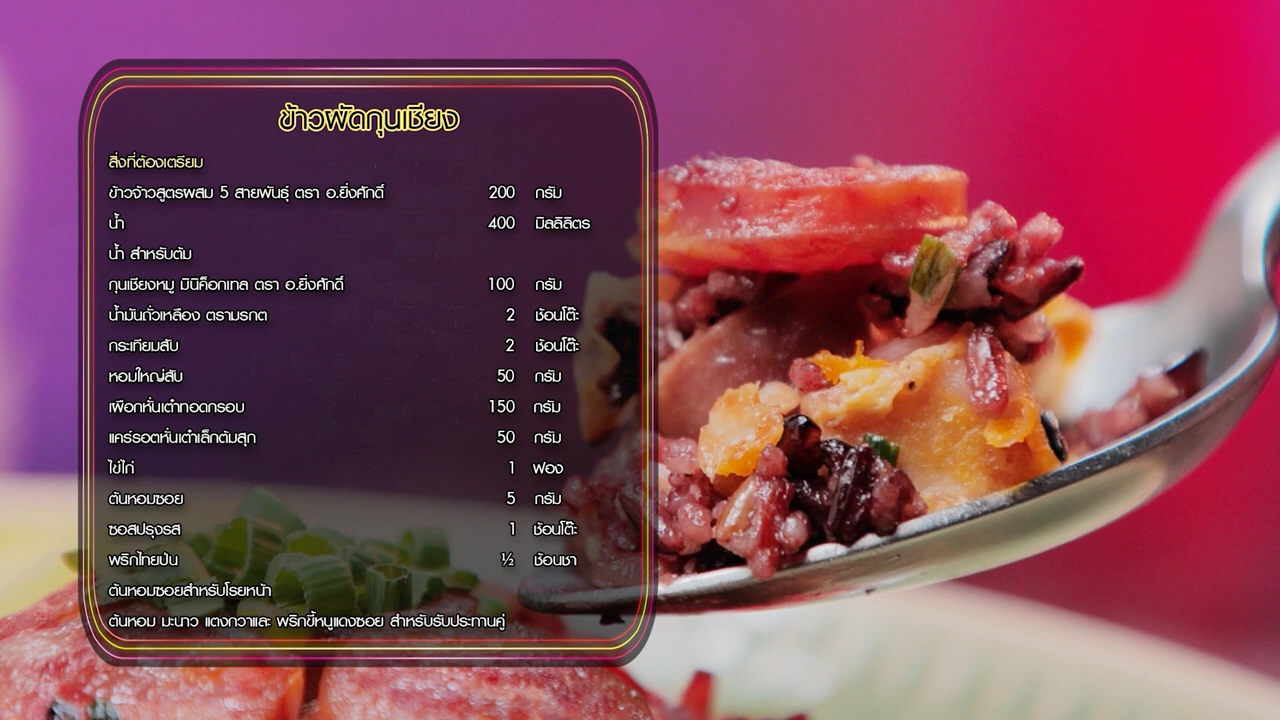 ข้าวผัดกุนเชียง
สิ่งที่ต้องเตรียม
ข้าวจ้าวสูตรผสม 5 สายพันธุ์ ตรา อ.ยิ่งศักดิ์ 200 กรัม
น้ำ 400 มิลลิลิตร
น้ำ สำหรับต้ม
กุนเชียงหมู มินิค็อกเทล ตรา อ.ยิ่งศักดิ์ 100 กรัม
น้ำมันถั่วเหลือง ตรามรกต 2 ช้อนโต๊ะ
กระเทียมสับ 2 ช้อนโต๊ะ
หอมใหญ่สับ 50 กรัม
เผือกหั่นเต๋าทอดกรอบ 150 กรัม
แคร์รอตหั่นเต๋าเล็กต้มสุก 50 กรัม
ไข่ไก่ 1 ฟอง
ต้นหอมซอย 5 กรัม
ซอสปรุงรส 1 ช้อนโต๊ะ
พริกไทยป่น ½ ช้อนชา
ต้นหอมซอยสำหรับโรยหน้า
ต้นหอม มะนาว แตงกวาและ พริกขี้หนูแดงซอย สำหรับรับประทานคู่